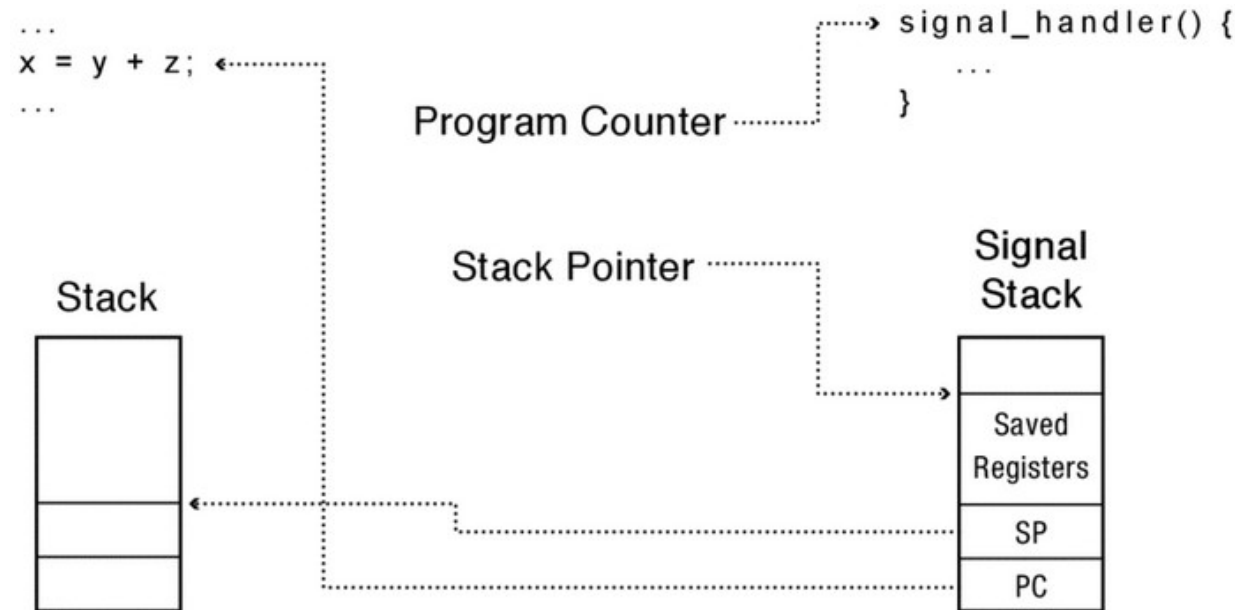 ...
x = y + z;
...
signal_handler() {
...
}
Program Counter
Stack Pointer
Stack
Signal
Stack
Saved
Registers
SP
PC